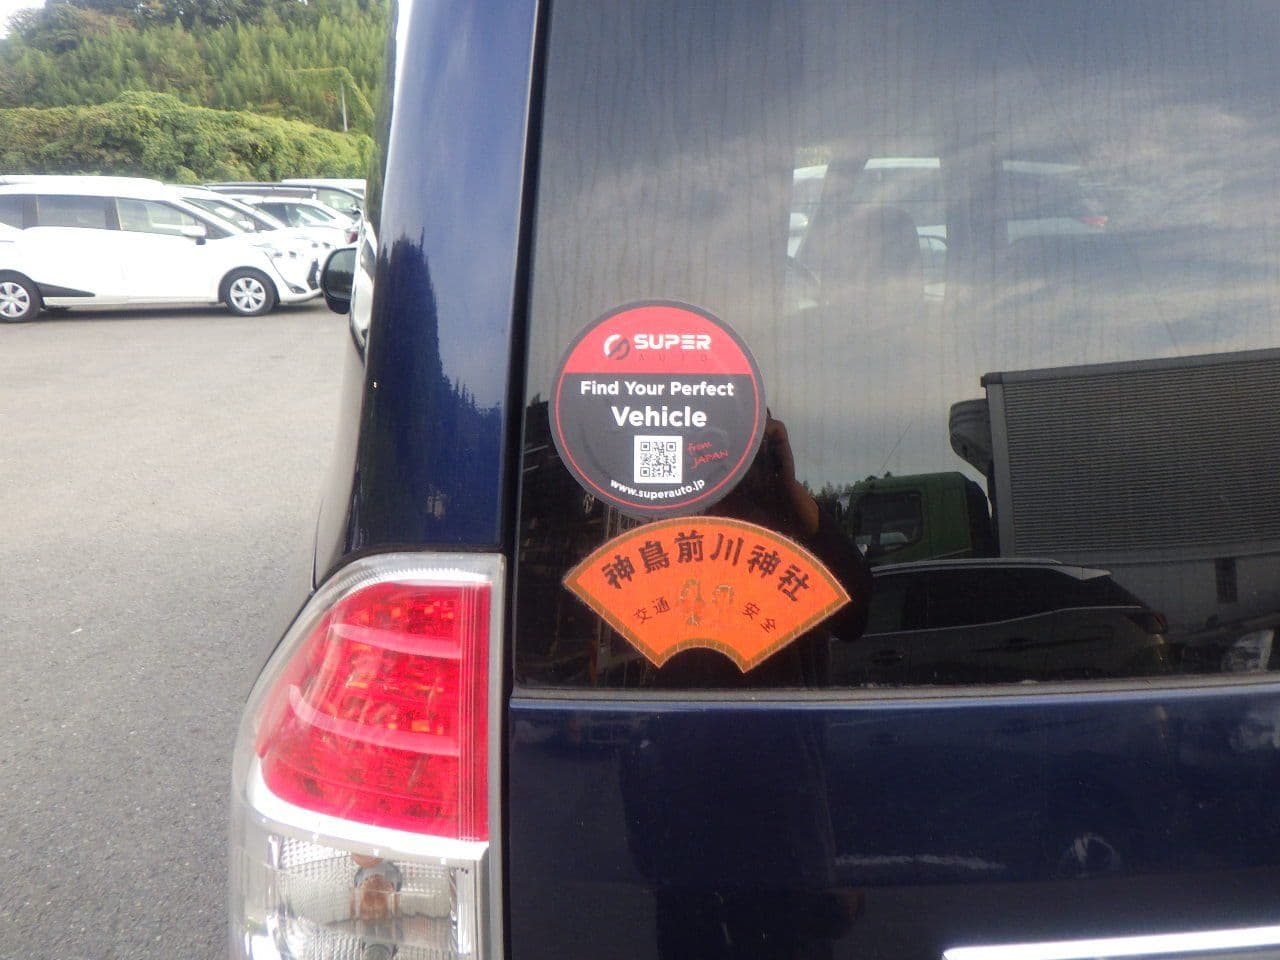 SUPER
AUTO
Find Your Perfect
Vehicle
from
JAPAN
www.superauto.jp
神鳥前川神社
交通安全